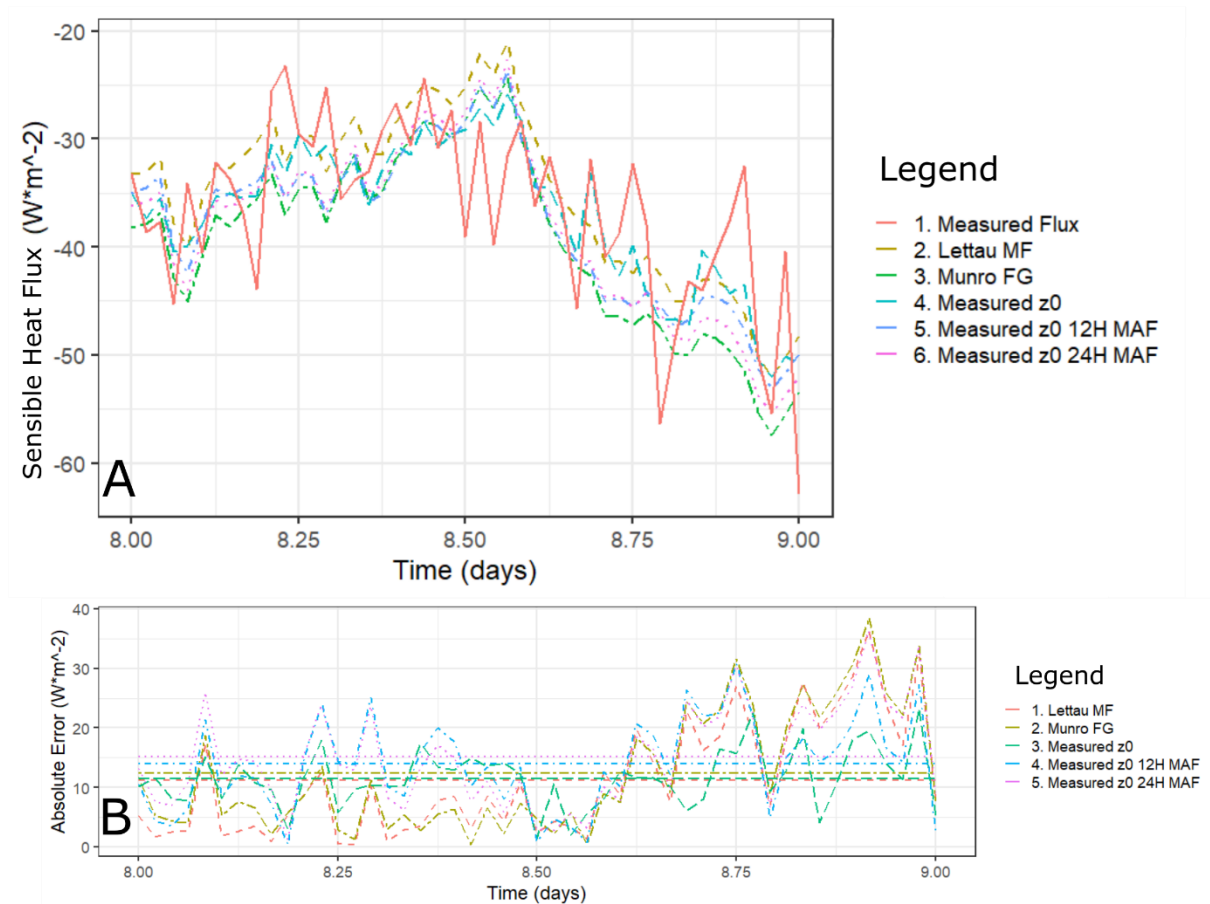 -20
-30
-40
-50
-60
Sensible Heat Flux (W*m^-2)
A
8.00 8.25 8.50 8.75 9.00
Time (days)
Legend
1. Measured Flux
2. Lettau MF
3. Munro FG
4. Measured z0
5. Measured z0 12H MAF
6. Measured z0 24H MAF
40
30
20
10
0
Absolute Error (W*m^-2)
B
8.00 8.25 8.50 8.75 9.00
Time (days)
Legend
1. Lettau MF
2. Munro FG
3. Measured z0
4. Measured z0 12H MAF
5. Measured z0 24H MAF